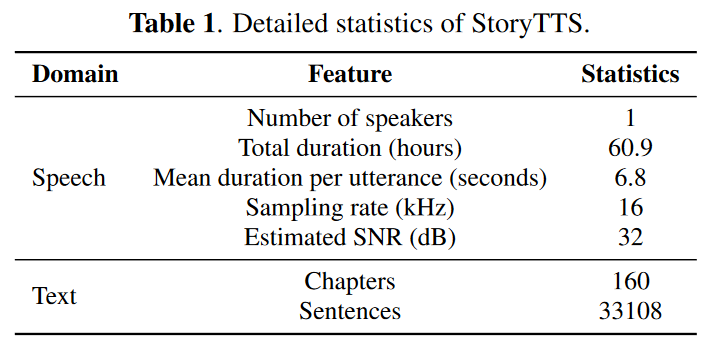 Table 1. Detailed statistics of StoryTTS.
Domain Feature Statistics
Number of speakers 1
Total duration (hours) 60.9
Speech Mean duration per utterance (seconds) 6.8
Sampling rate (kHz) 16
Estimated SNR (dB) 32
Chapters 160
Text
Sentences 33108